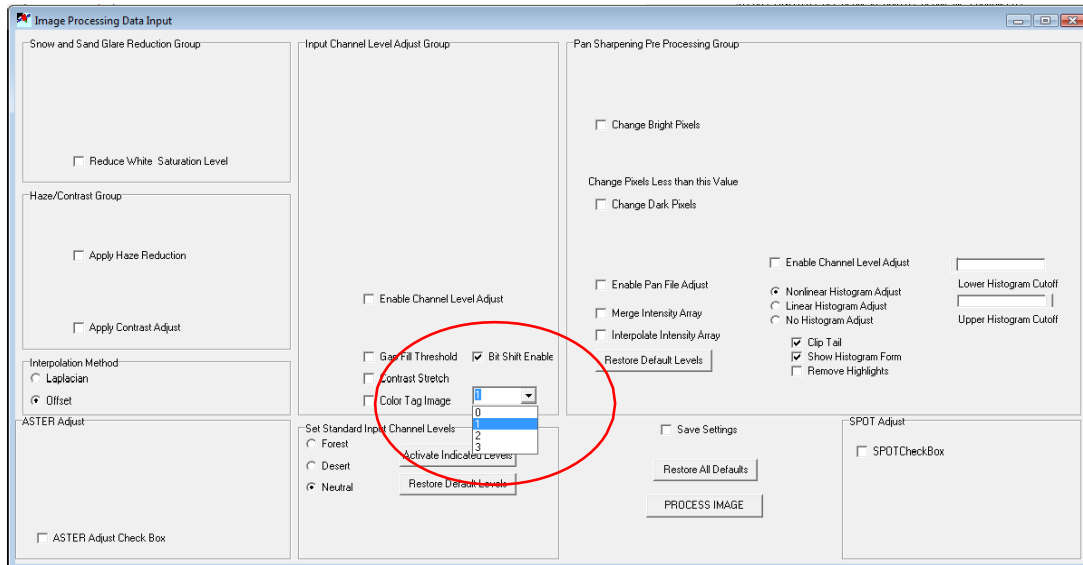 Image Processing Data Input
Snow and Sand Glare Reduction Group
Reduce White Saturation Level
Haze/Contrast Group
Apply Haze Reduction
Apply Contrast Adjust
Interpolation Method
Laplacian
Offset
ASTER Adjust
ASTER Adjust Check Box
Input Channel Level Adjust Group
Enable Channel Level Adjust
Gap Fill Threshold
Bit Shift Enable
Contrast Stretch
Color Tag Image
1
0
1
2
3
Set Standard Input Channel Levels
Forest
Desert
Neutral
Activate Indicated Levels
Restore Default Levels
Pan Sharpening Pre Processing Group
Change Bright Pixels
Change Pixels Less than this Value
Change Dark Pixels
Enable Pan File Adjust
Merge Intensity Array
Interpolate Intensity Array
Restore Default Levels
Enable Channel Level Adjust
Nonlinear Histogram Adjust
Linear Histogram Adjust
No Histogram Adjust
Clip Tail
Show Histogram Form
Remove Highlights
Lower Histogram Cutoff
Upper Histogram Cutoff
Save Settings
Restore All Defaults
PROCESS IMAGE
SPOT Adjust
SPOTCheckBox